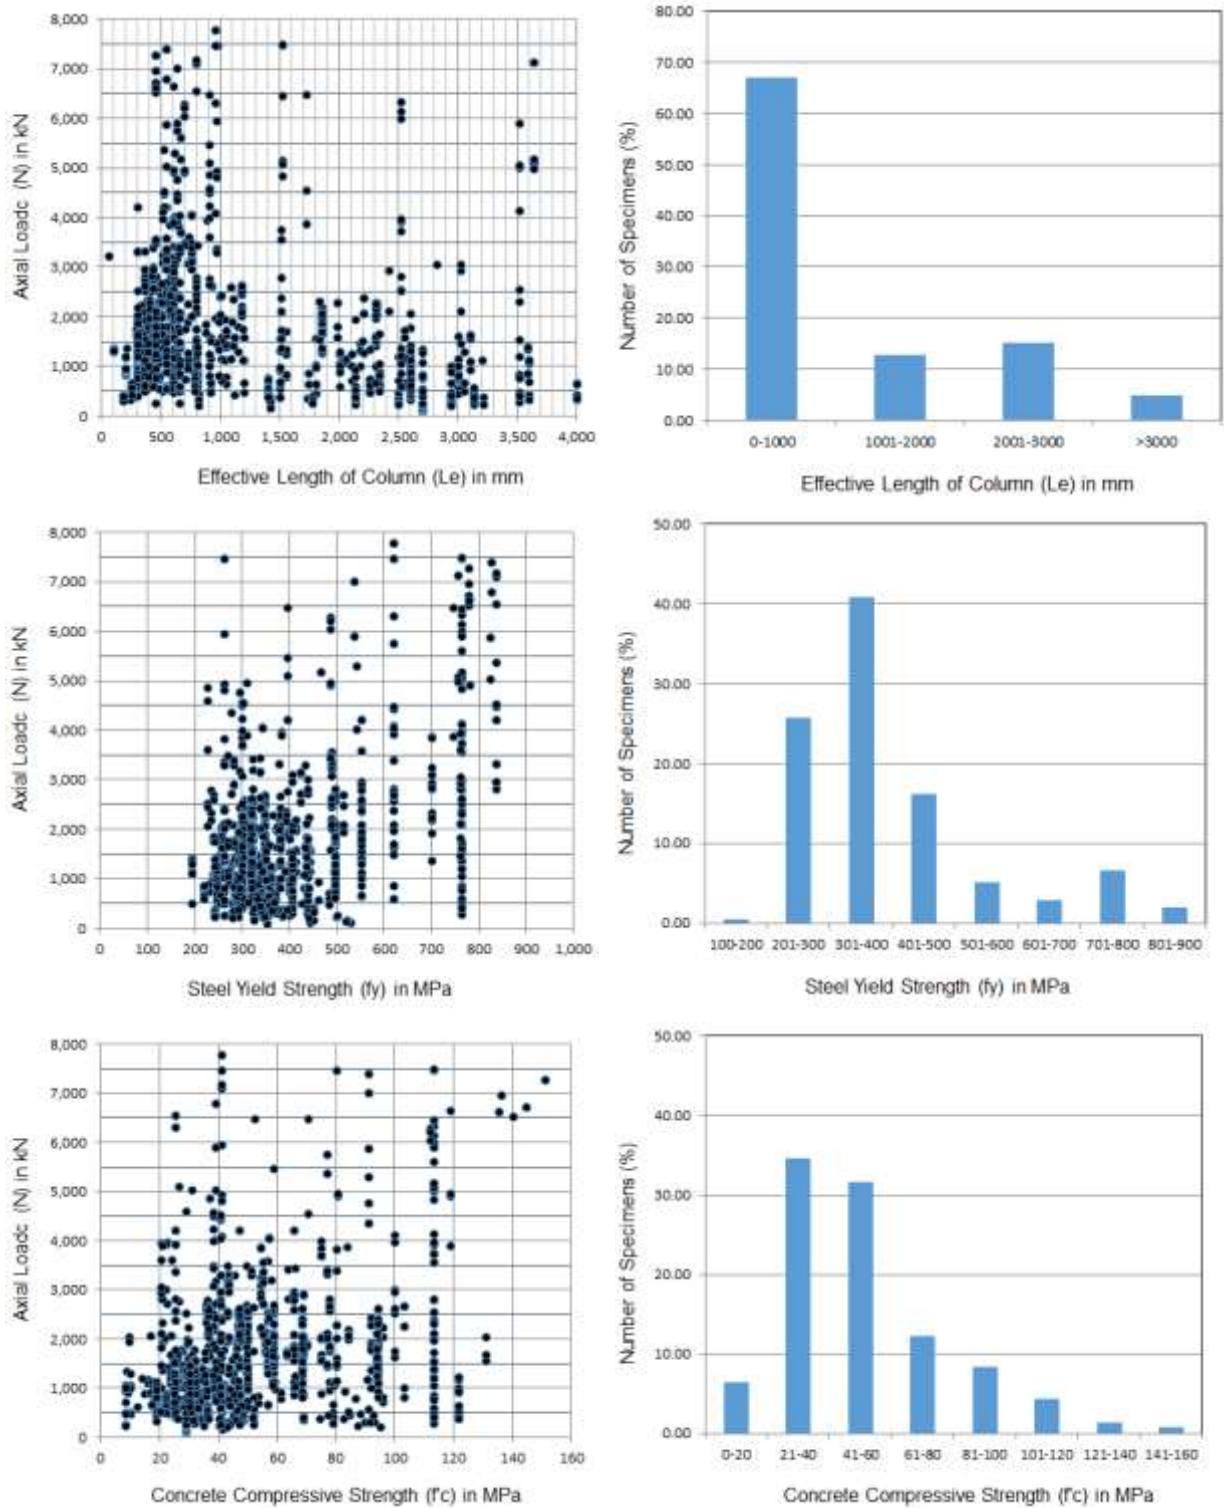 8,000
7,000
6,000
5,000
4,000
3,000
2,000
1,000
0
Axial Loadc (N) in kN
0 500 1,000 1,500 2,000 2,500 3,000 3,500 4,000
Effective Length of Column (Le) in mm
80.00
70.00
60.00
50.00
40.00
30.00
20.00
10.00
0.00
Number of Specimens (%)
0-1000 1001-2000 2001-3000 >3000
Effective Length of Column (Le) in mm
8,000
7,000
6,000
5,000
4,000
3,000
2,000
1,000
0
Axial Loadc (N) in kN
0 100 200 300 400 500 600 700 800 900 1,000
Steel Yield Strength (fy) in MPa
50.00
40.00
30.00
20.00
10.00
0.00
Number of Specimens (%)
100-200 201-300 301-400 401-500 501-600 601-700 701-800 801-900
Steel Yield Strength (fy) in MPa
8,000
7,000
6,000
5,000
4,000
3,000
2,000
1,000
0
Axial Loadc (N) in kN
0 20 40 60 80 100 120 140 160
Concrete Compressive Strength (f'c) in MPa
50.00
40.00
30.00
20.00
10.00
0.00
Number of Specimens (%)
0-20 21-40 41-60 61-80 81-100 101-120 121-140 141-160
Concrete Compressive Strength (f'c) in MPa